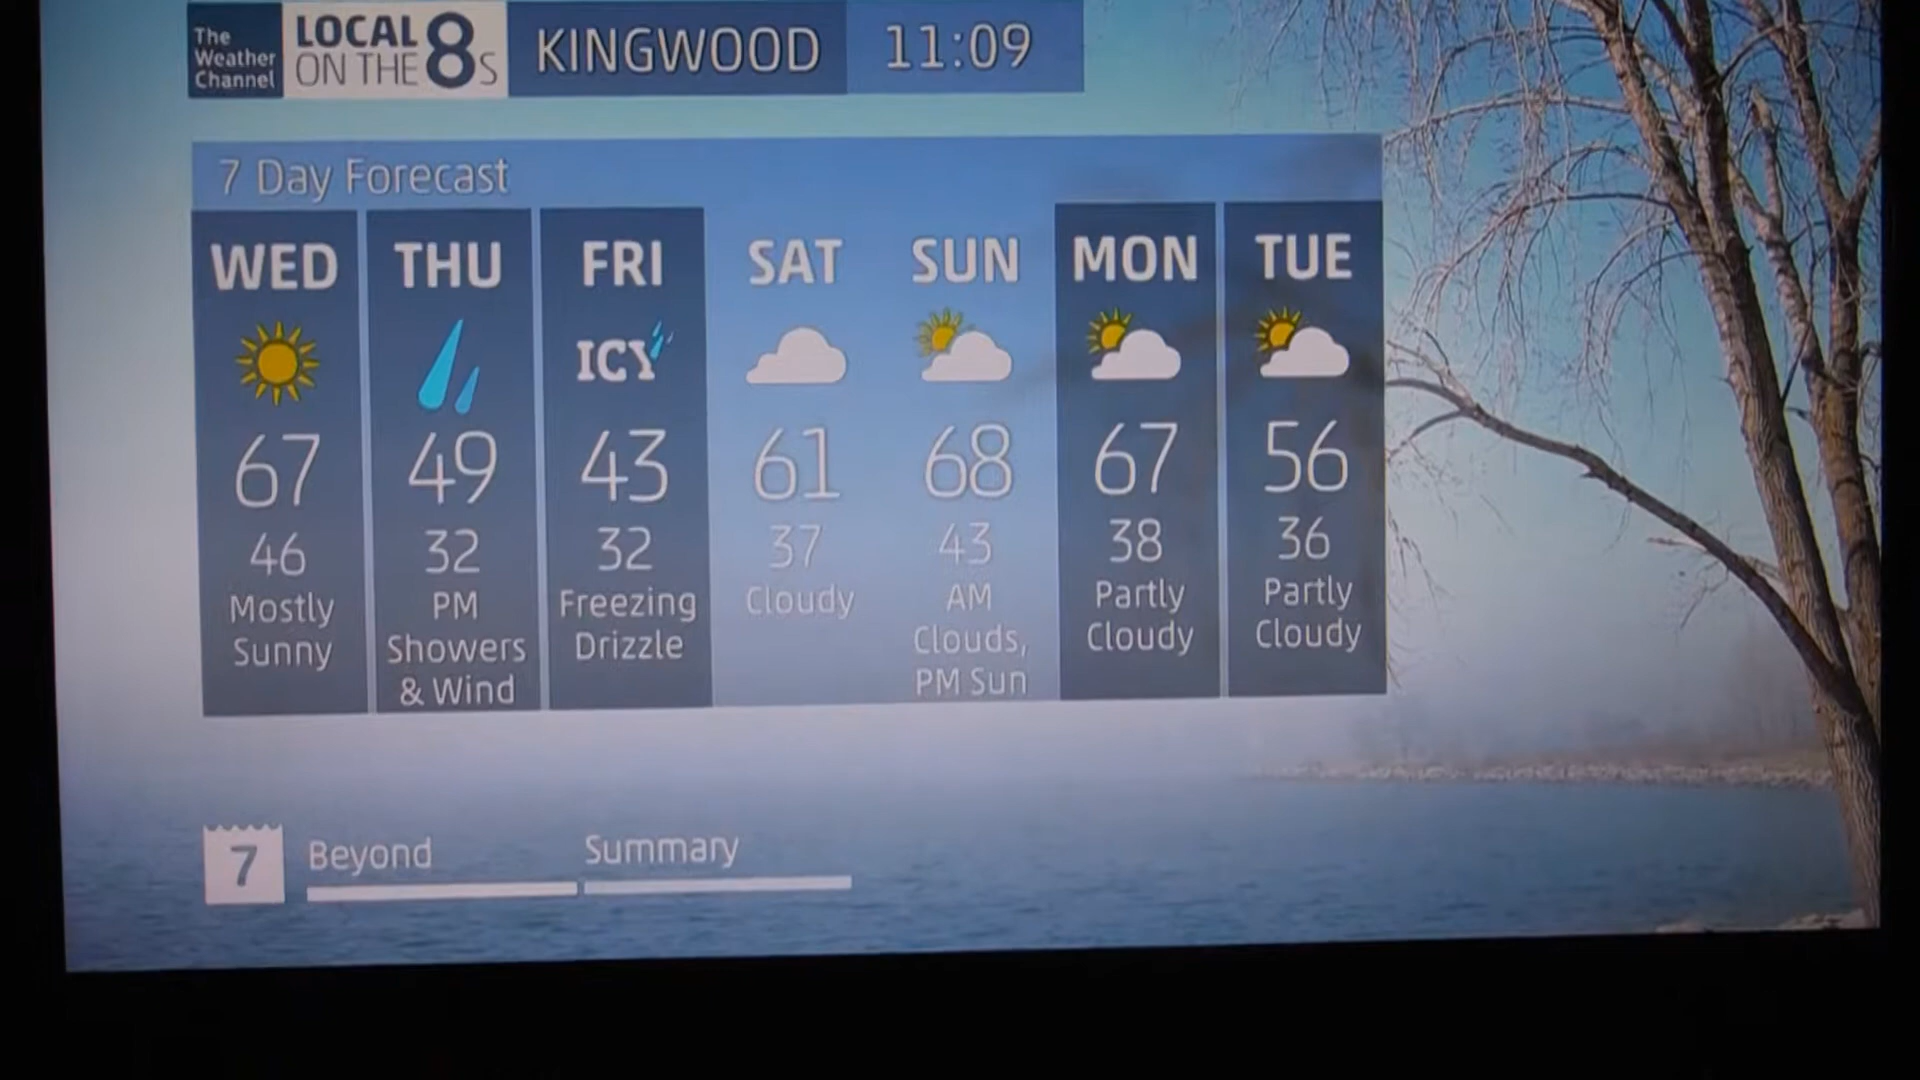 The Weather Channel
LOCAL ON THE 8s
KINGWOOD
11:09
7 Day Forecast
WED THU FRI SAT SUN MON TUE
ICY
67 49 43 61 68 67 56
46 32 32 37 43 38 36
Mostly Sunny
PM Showers & Wind
Freezing Drizzle
Cloudy
AM Clouds, PM Sun
Partly Cloudy
Partly Cloudy
7
Beyond
Summary